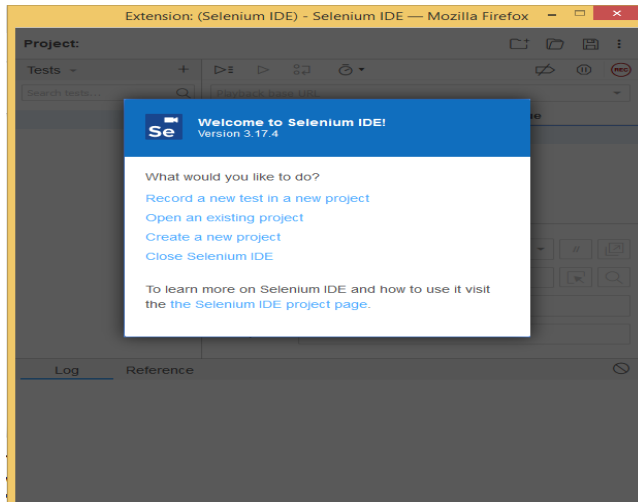 Extension: (Selenium IDE) - Selenium IDE — Mozilla Firefox
Project:
Tests
Search tests...
Playback base URL
REC
Se
Welcome to Selenium IDE!
Version 3.17.4
What would you like to do?
Record a new test in a new project
Open an existing project
Create a new project
Close Selenium IDE
To learn more on Selenium IDE and how to use it visit
the the Selenium IDE project page.
//
Log
Reference